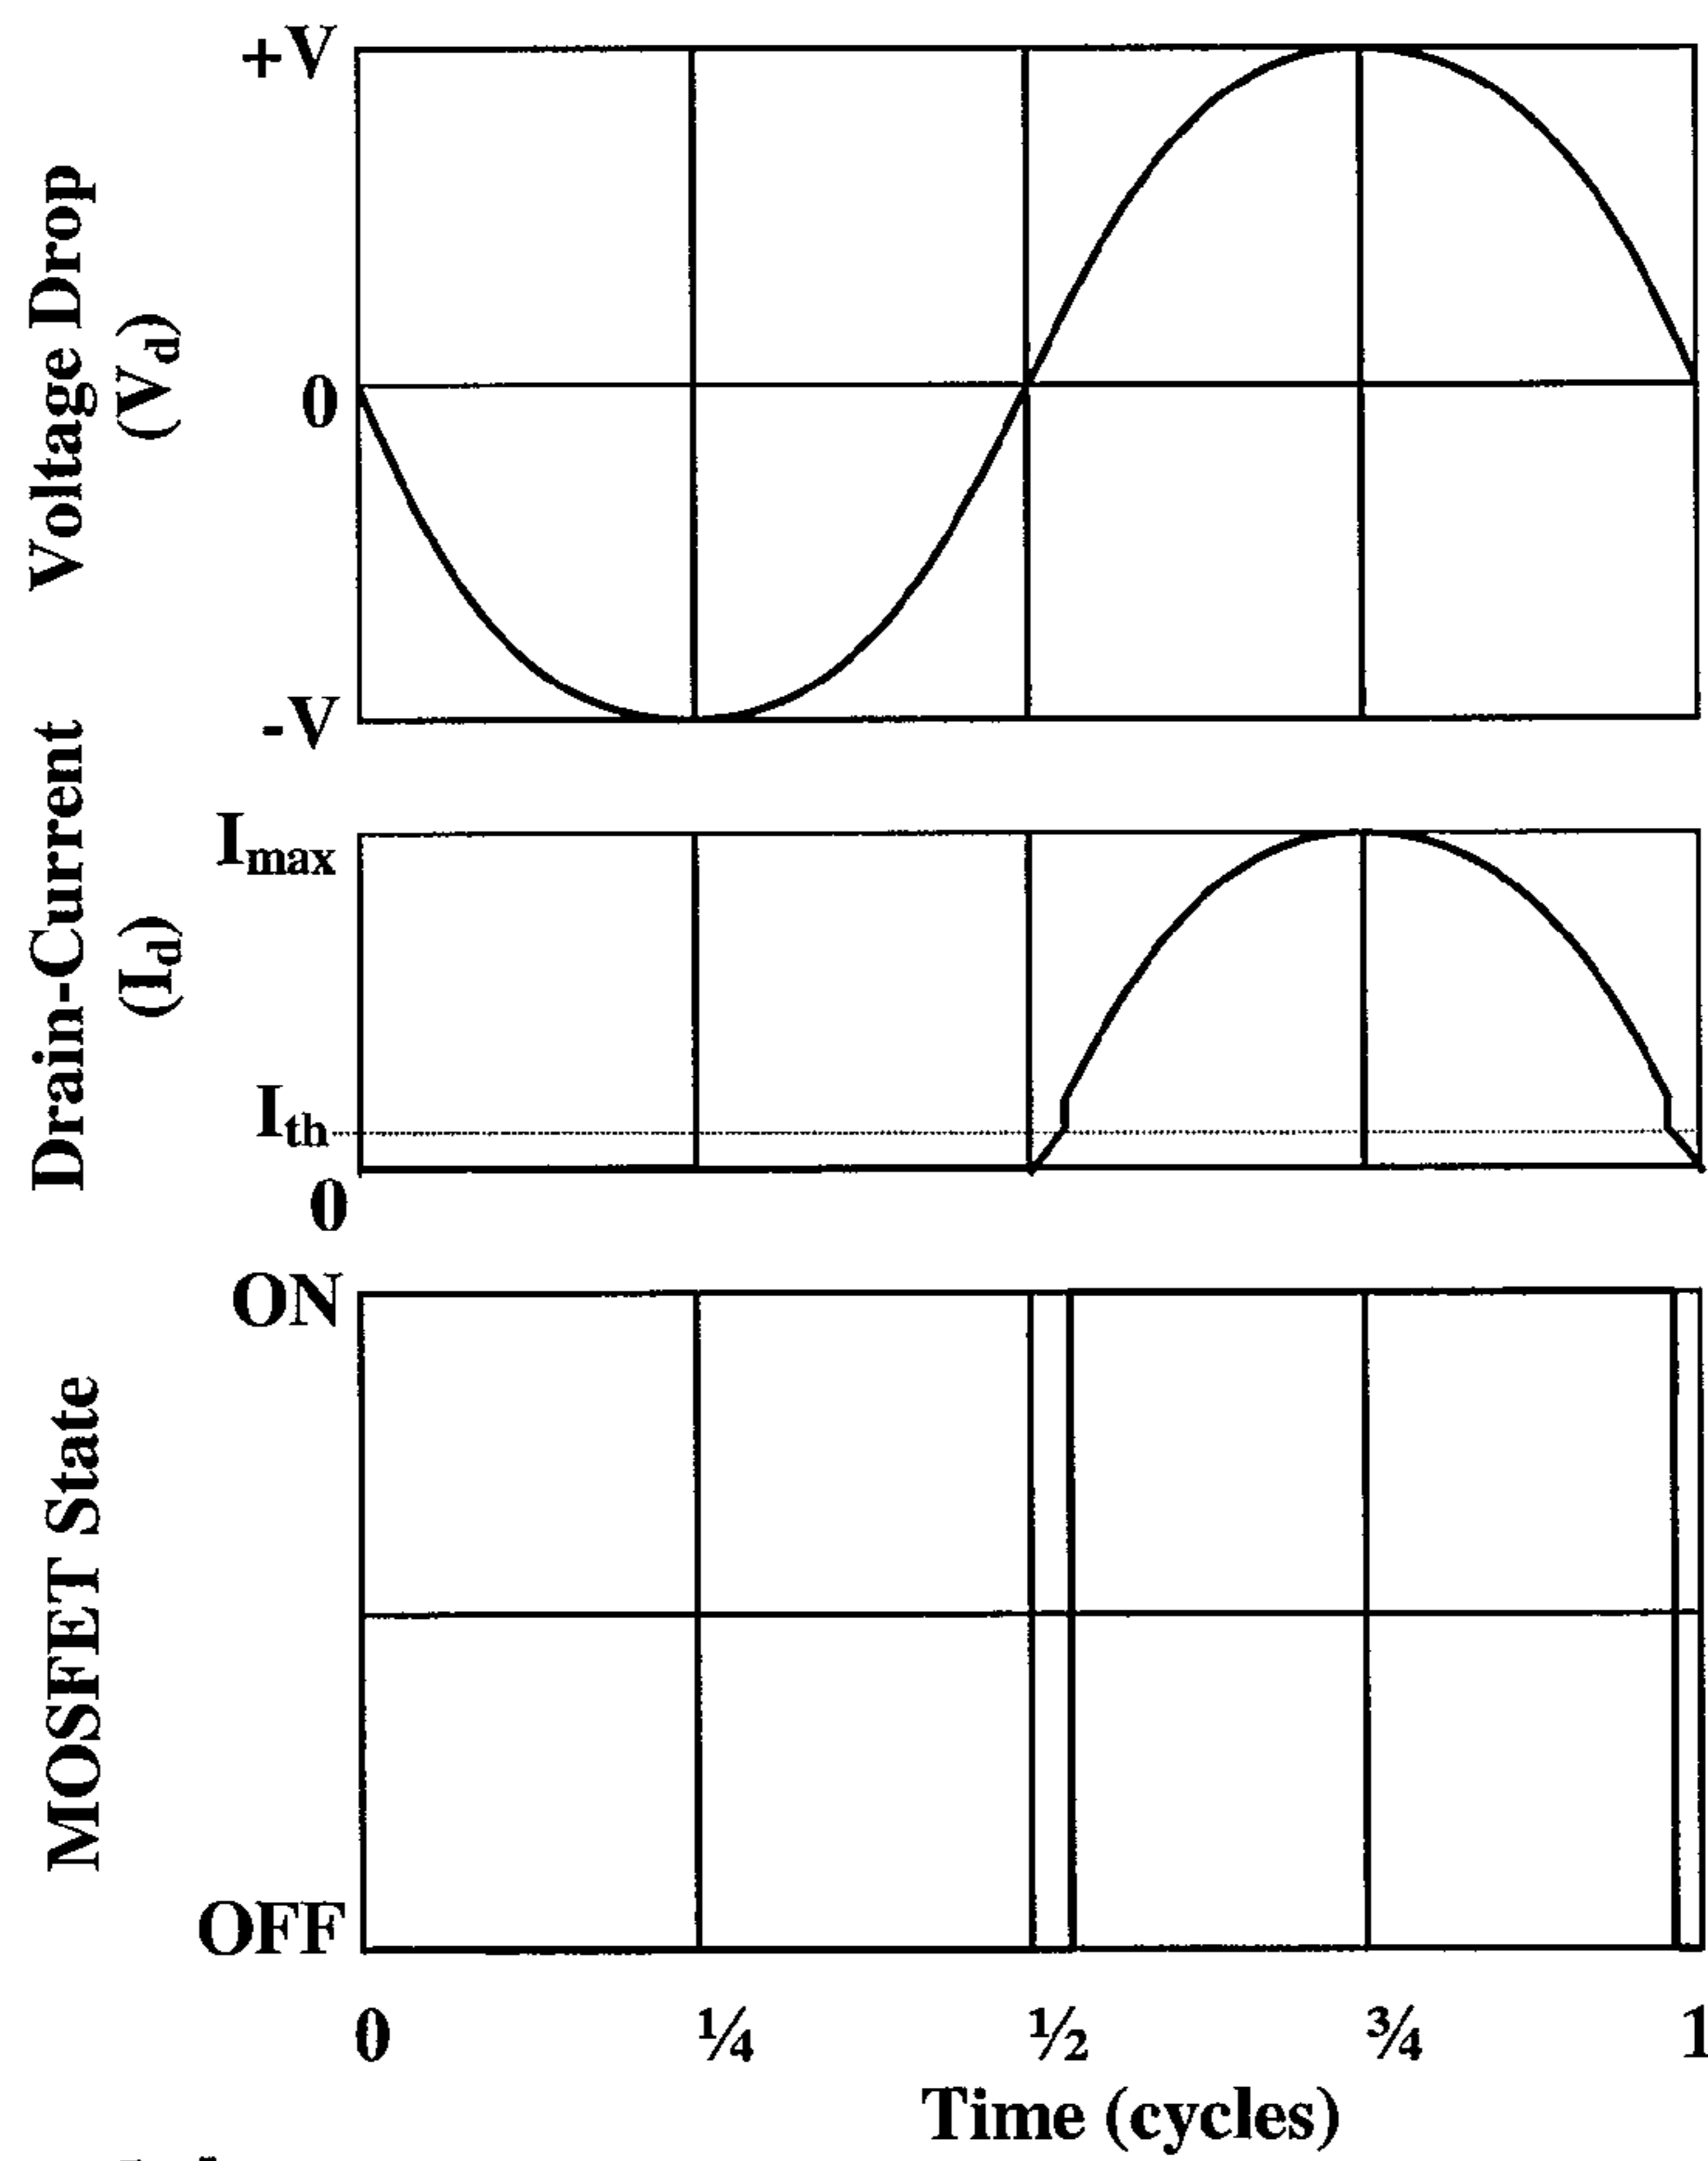 +V
Voltage Drop
(Vd)
0
-V
Imax
Drain-Current
(Id)
Ith
0
ON
MOSFET State
OFF
0 ¼ ½ ¾ 1
Time (cycles)